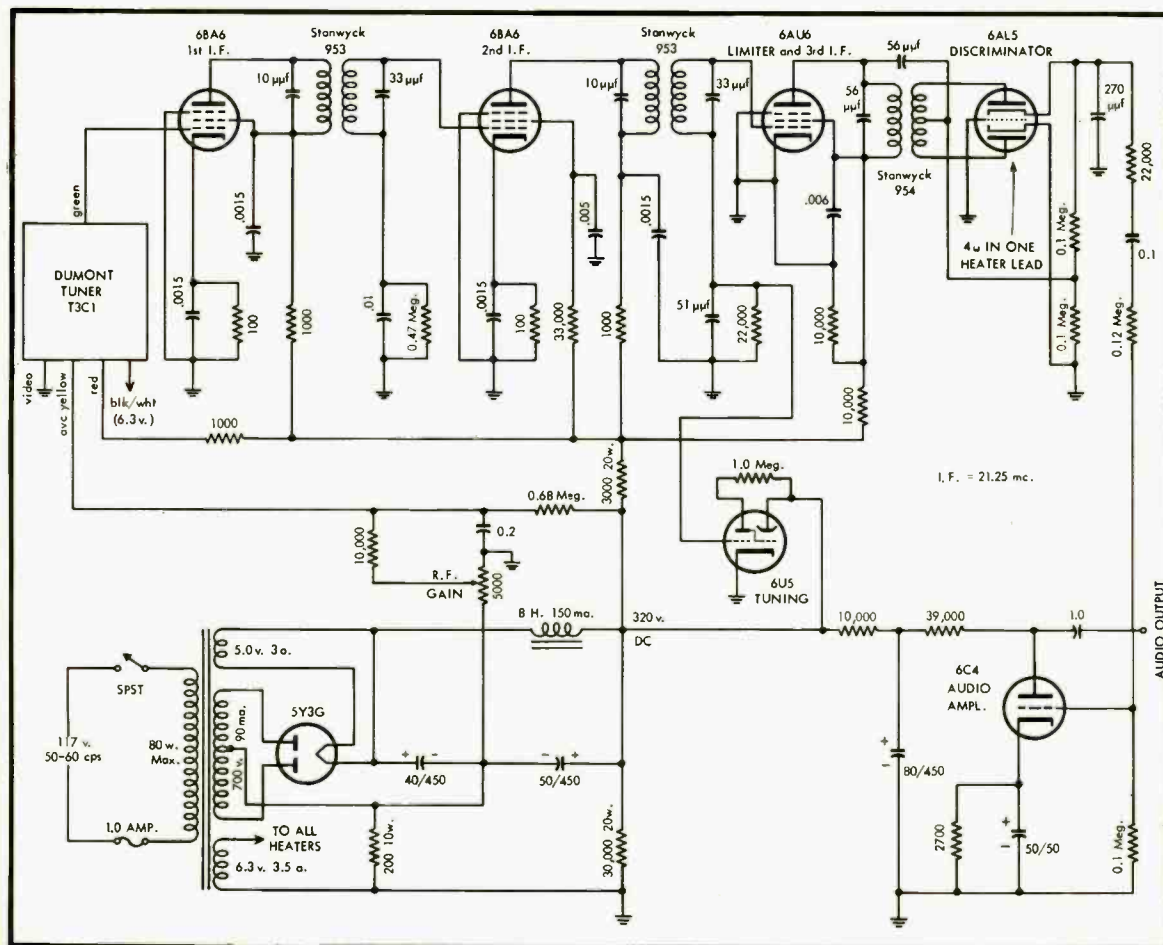 6BA6
1st I.F.
Stanwyck
953
6BA6
2nd I.F.
Stanwyck
953
6AU6
LIMITER and 3rd I.F.
56 μμf
6AL5
DISCRIMINATOR
10 μμf
33 μμf
10 μμf
33 μμf
56
μμf
270
μμf
22,000
green
.0015
.005
.0015
.006
Stanwyck
954
4ω IN ONE
HEATER LEAD
0.1 Meg.
0.1
DUMONT
TUNER
T3C1
.0015
100
1000
.01
0.47 Meg.
.0015
100
33,000
1000
51 μμf
22,000
10,000
0.1 Meg.
0.12 Meg.
video
avc yellow
red
blk/wht
(6.3v.)
1000
10,000
3000 20w.
1.0 Meg.
I.F. = 21.25 mc.
0.68 Meg.
0.2
10,000
R.F.
GAIN
5000
6U5
TUNING
8 H. 150 ma.
320 v.
DC
10,000
39,000
1.0
AUDIO OUTPUT
5.0 v. 3 a.
SPST
5Y3G
6C4
AUDIO
AMPL.
117 v.
50-60 cps
80 w.
Max.
90 ma.
700 v.
+ -
40/450
- +
50/450
+
-
80/450
1.0 AMP.
TO ALL
HEATERS
200 10w.
30,000 20w.
2700
+
-
50/50
0.1 Meg.
6.3 v. 3.5 a.